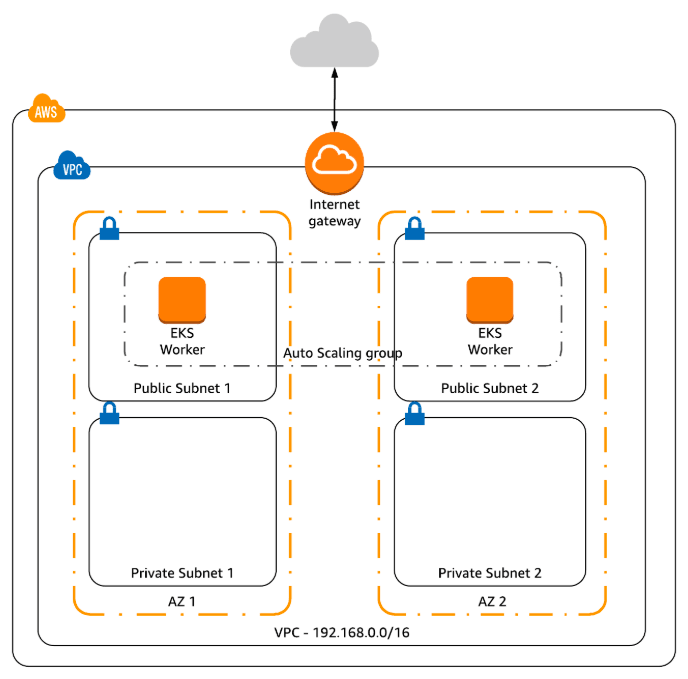 AWS
VPC
Internet
gateway
EKS
Worker
EKS
Worker
Auto Scaling group
Public Subnet 1
Public Subnet 2
Private Subnet 1
Private Subnet 2
AZ 1
AZ 2
VPC - 192.168.0.0/16